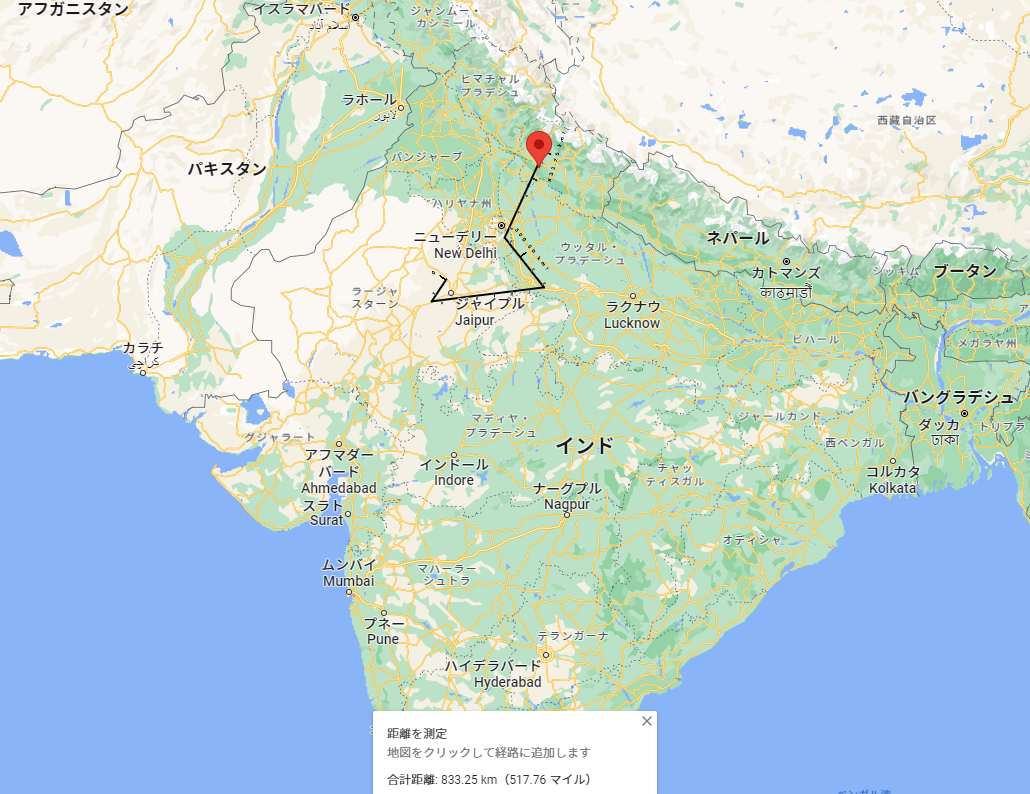 アフガニスタン
イスラマバード
اسلام آباد
ジャンムー・
カシミール
ヒマチャル
プラデシュ
ラホール
لاہور
西蔵自治区
パンジャーブ
パキスタン
ハリヤナ州
ニューデリー
New Delhi
ウッタル・
プラデーシュ
ネパール
カトマンズ
काठमाडौं
シッキム
ブータン
ラージャ
スターン
ジャイプル
Jaipur
ラクナウ
Lucknow
ビハール
メガラヤ州
カラチ
کراچی
バングラデシュ
ダッカ
ঢাকা
トリプラ
グジャラート
マディヤ・
プラデーシュ
ジャールカンド
西ベンガル
インド
アフマダー
バード
Ahmedabad
インドール
Indore
チャッ
ティスガル
コルカタ
Kolkata
ナーグプル
Nagpur
スラト
Surat
オディシャ
ムンバイ
Mumbai
マハーラー
シュトラ
プネー
Pune
テランガーナ
ハイデラバード
Hyderabad
距離を測定
地図をクリックして経路に追加します
合計距離: 833.25 km（517.76 マイル）